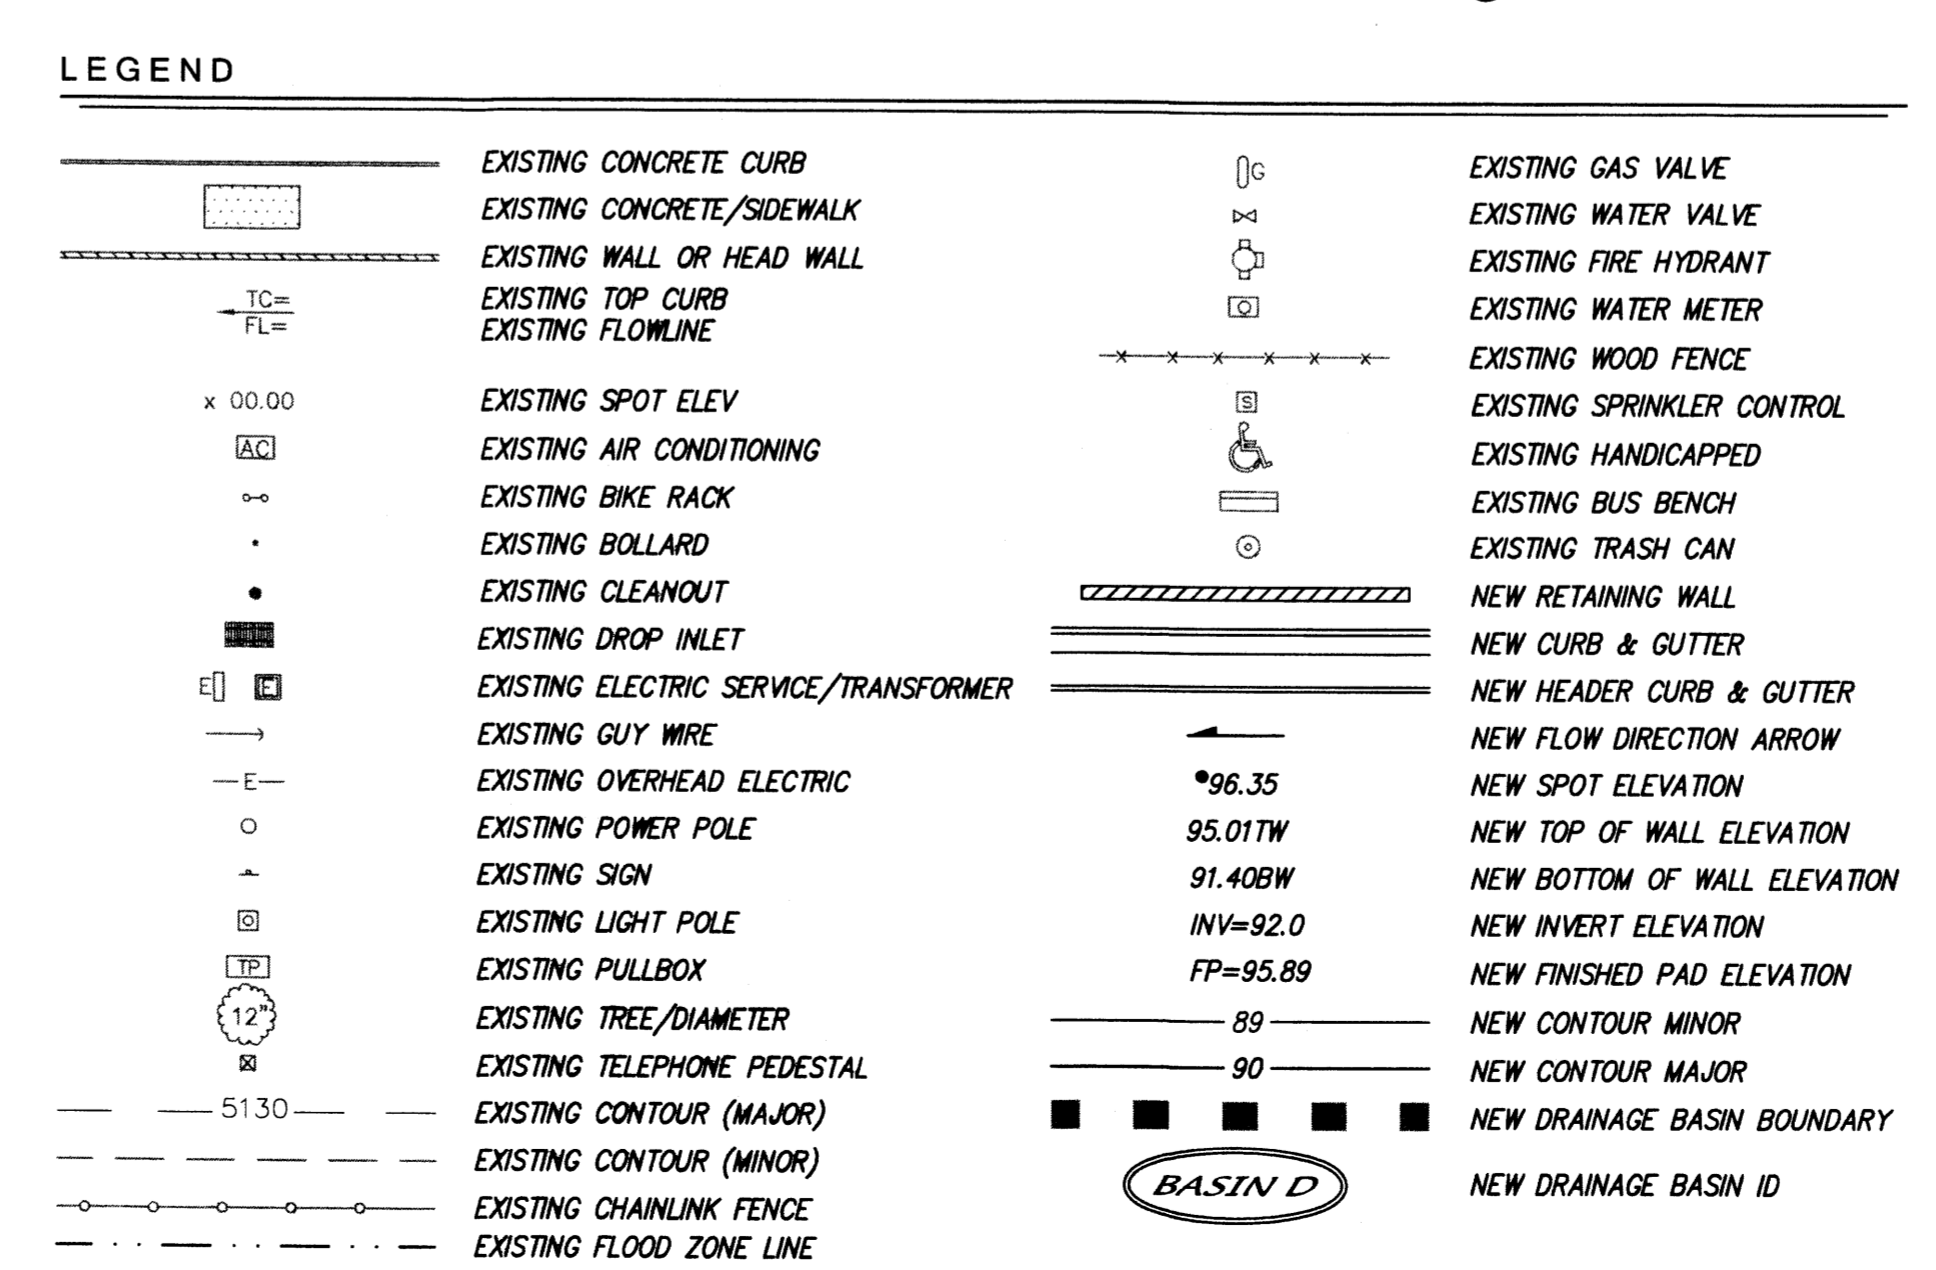 LEGEND
EXISTING CONCRETE CURB
EXISTING CONCRETE/SIDEWALK
EXISTING WALL OR HEAD WALL
TC= EXISTING TOP CURB
FL= EXISTING FLOWLINE
x 00.00 EXISTING SPOT ELEV
AC EXISTING AIR CONDITIONING
EXISTING BIKE RACK
EXISTING BOLLARD
EXISTING CLEANOUT
EXISTING DROP INLET
E E EXISTING ELECTRIC SERVICE/TRANSFORMER
EXISTING GUY WIRE
E EXISTING OVERHEAD ELECTRIC
EXISTING POWER POLE
EXISTING SIGN
EXISTING LIGHT POLE
TP EXISTING PULLBOX
12" EXISTING TREE/DIAMETER
EXISTING TELEPHONE PEDESTAL
5130 EXISTING CONTOUR (MAJOR)
EXISTING CONTOUR (MINOR)
EXISTING CHAINLINK FENCE
EXISTING FLOOD ZONE LINE
G EXISTING GAS VALVE
EXISTING WATER VALVE
EXISTING FIRE HYDRANT
EXISTING WATER METER
EXISTING WOOD FENCE
S EXISTING SPRINKLER CONTROL
EXISTING HANDICAPPED
EXISTING BUS BENCH
EXISTING TRASH CAN
NEW RETAINING WALL
NEW CURB & GUTTER
NEW HEADER CURB & GUTTER
NEW FLOW DIRECTION ARROW
•96.35 NEW SPOT ELEVATION
95.01TW NEW TOP OF WALL ELEVATION
91.40BW NEW BOTTOM OF WALL ELEVATION
INV=92.0 NEW INVERT ELEVATION
FP=95.89 NEW FINISHED PAD ELEVATION
89 NEW CONTOUR MINOR
90 NEW CONTOUR MAJOR
NEW DRAINAGE BASIN BOUNDARY
BASIN D NEW DRAINAGE BASIN ID